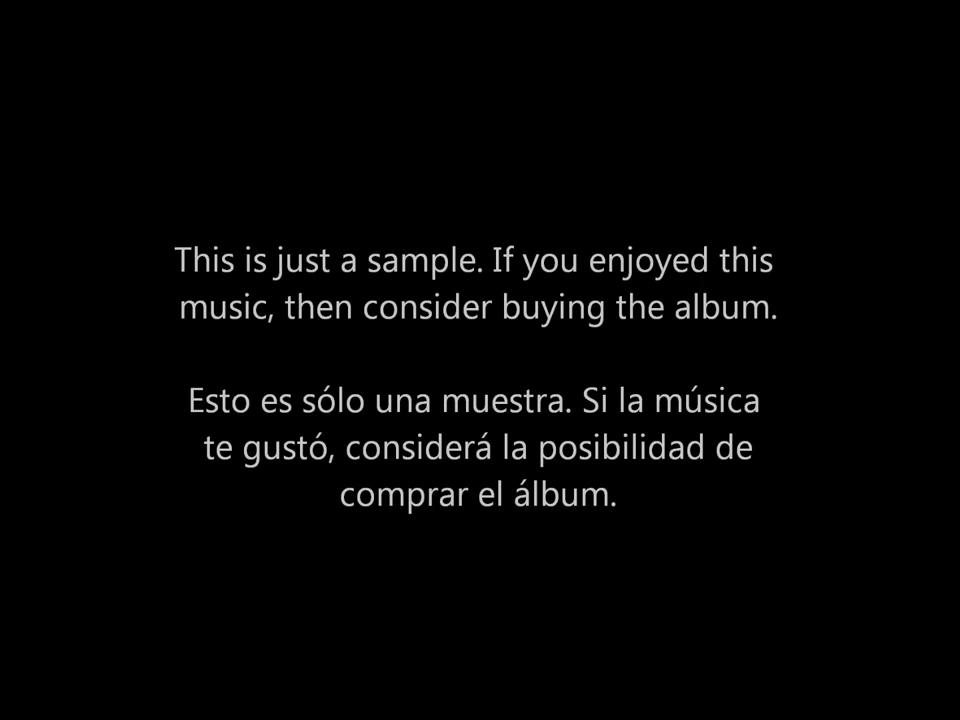 This is just a sample. If you enjoyed this
music, then consider buying the album.
Esto es sólo una muestra. Si la música
te gustó, considerá la posibilidad de
comprar el álbum.